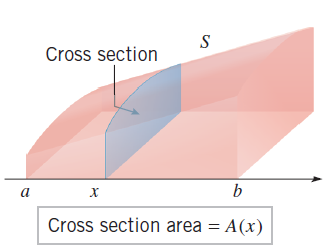 S
Cross section
a
x
b
Cross section area = A(x)